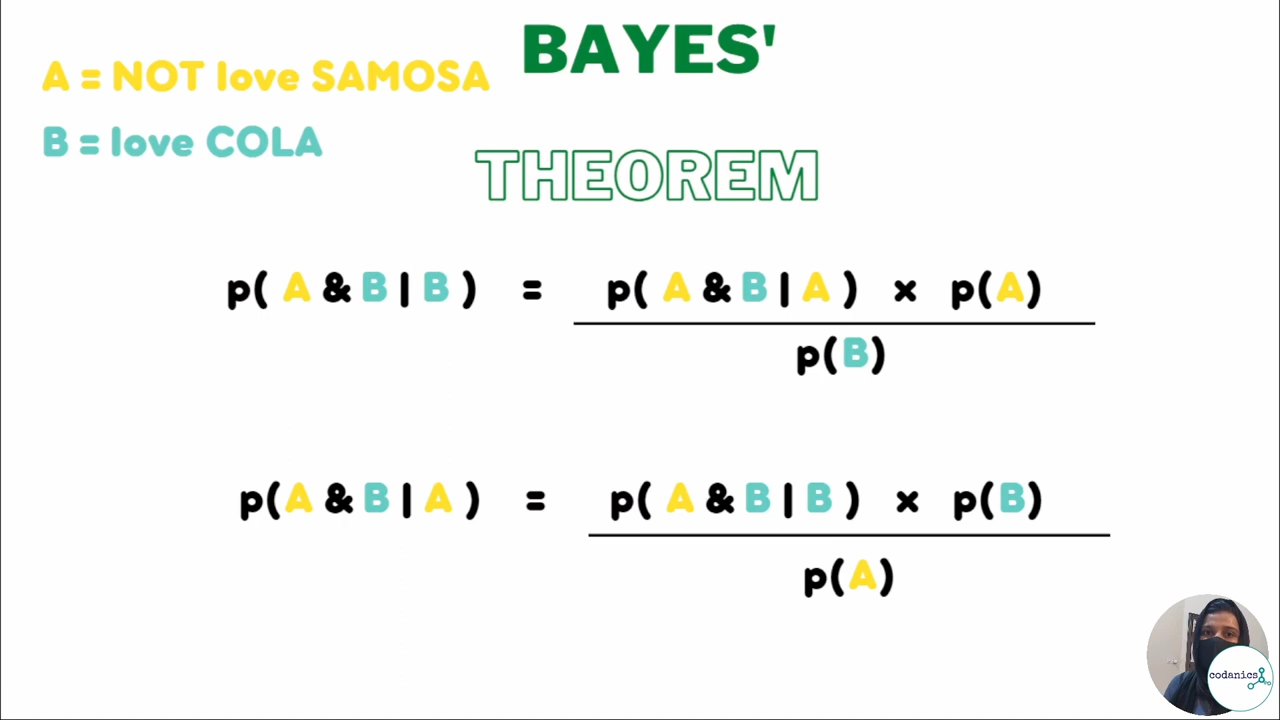 BAYES'
THEOREM
A = NOT love SAMOSA
B = love COLA
p( A & B | B ) = p( A & B | A ) × p(A)
p(B)
p(A & B | A ) = p( A & B | B ) × p(B)
p(A)
codanics